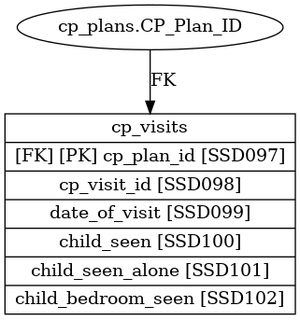 cp_plans.CP_Plan_ID
FK
cp_visits
[FK] [PK] cp_plan_id [SSD097]
cp_visit_id [SSD098]
date_of_visit [SSD099]
child_seen [SSD100]
child_seen_alone [SSD101]
child_bedroom_seen [SSD102]